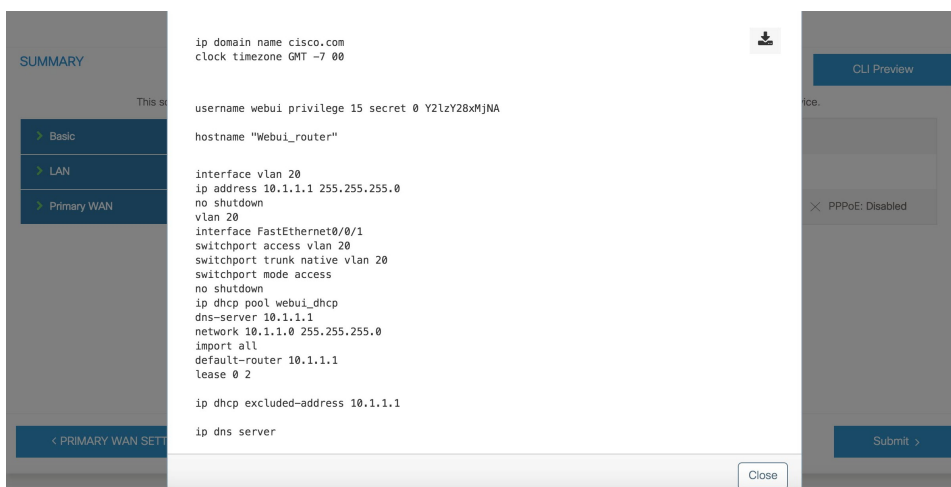 SUMMARY
CLI Preview
This
vice.
> Basic
> LAN
> Primary WAN
× PPPoE: Disabled
ip domain name cisco.com
clock timezone GMT -7 00
username webui privilege 15 secret 0 Y2lzY28xMjNA
hostname "Webui_router"
interface vlan 20
ip address 10.1.1.1 255.255.255.0
no shutdown
vlan 20
interface FastEthernet0/0/1
switchport access vlan 20
switchport trunk native vlan 20
switchport mode access
no shutdown
ip dhcp pool webui_dhcp
dns-server 10.1.1.1
network 10.1.1.0 255.255.255.0
import all
default-router 10.1.1.1
lease 0 2
ip dhcp excluded-address 10.1.1.1
ip dns server
< PRIMARY WAN SETT
Submit >
Close